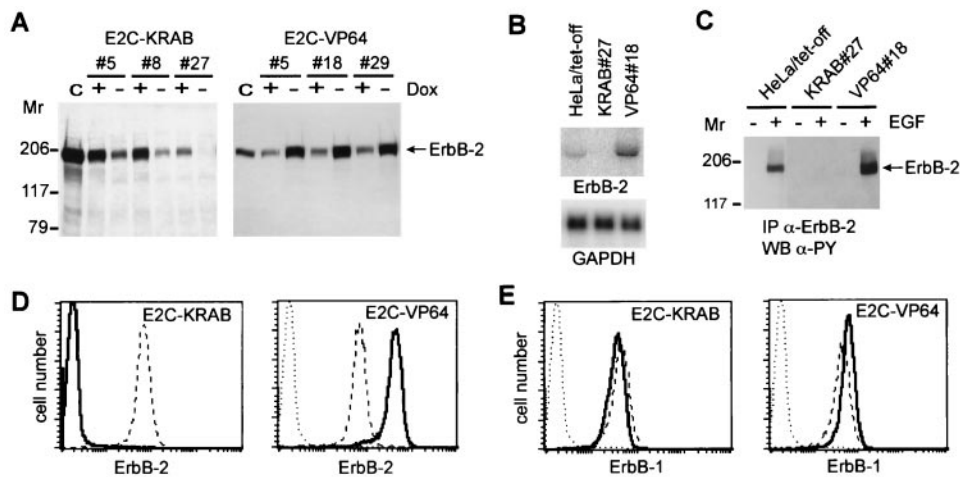 A
E2C-KRAB
E2C-VP64
#5 #8 #27
#5 #18 #29
C + - + - + -
C + - + - + - Dox
Mr
206
117
79
ErbB-2
B
HeLa/tet-off
KRAB#27
VP64#18
ErbB-2
GAPDH
C
HeLa/tet-off
KRAB#27
VP64#18
Mr - + - + - + EGF
206
117
ErbB-2
IP α-ErbB-2
WB α-PY
D
E2C-KRAB
cell number
ErbB-2
E2C-VP64
ErbB-2
E
E2C-KRAB
cell number
ErbB-1
E2C-VP64
ErbB-1